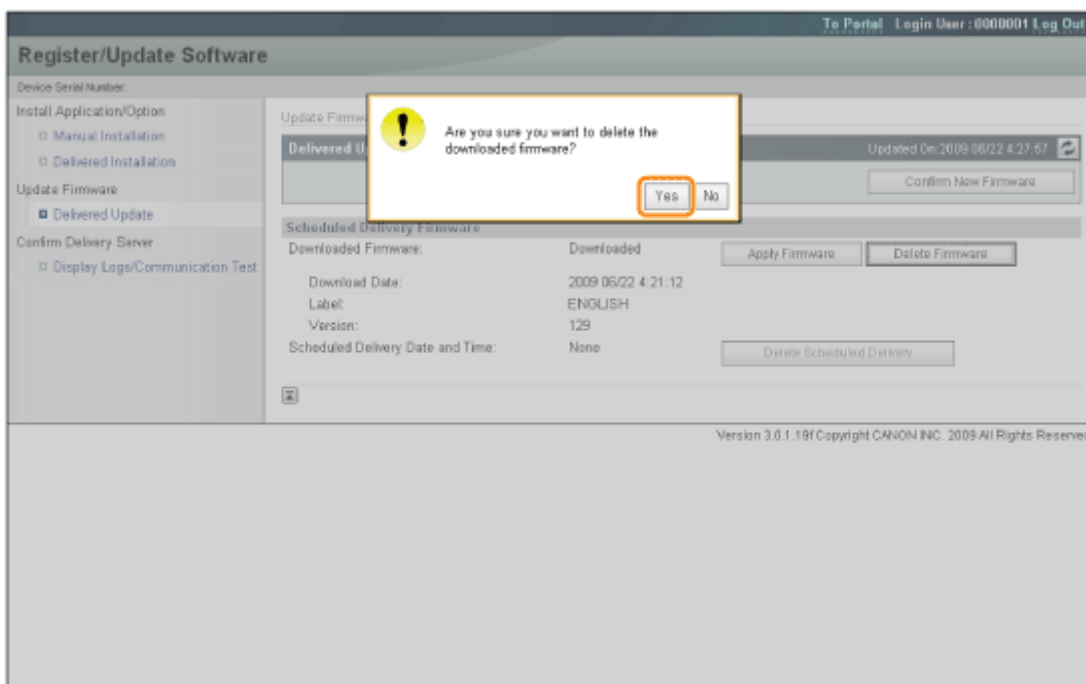 To Portal Login User : 0000001 Log Out
Register/Update Software
Device Serial Number:
Install Application/Option
Manual Installation
Delivered Installation
Update Firmware
Delivered Update
Confirm Delivery Server
Display Logs/Communication Test
Update Firmw
Delivered U
Updated On:2009 06/22 4:27:57
Are you sure you want to delete the
downloaded firmware?
Yes No
Confirm New Firmware
Scheduled Delivery Firmware
Downloaded Firmware: Downloaded Apply Firmware Delete Firmware
Download Date: 2009 06/22 4:21:12
Label: ENGLISH
Version: 129
Scheduled Delivery Date and Time: None Delete Scheduled Delivery
Version 3.0.1.19f Copyright CANON INC. 2009 All Rights Reserve